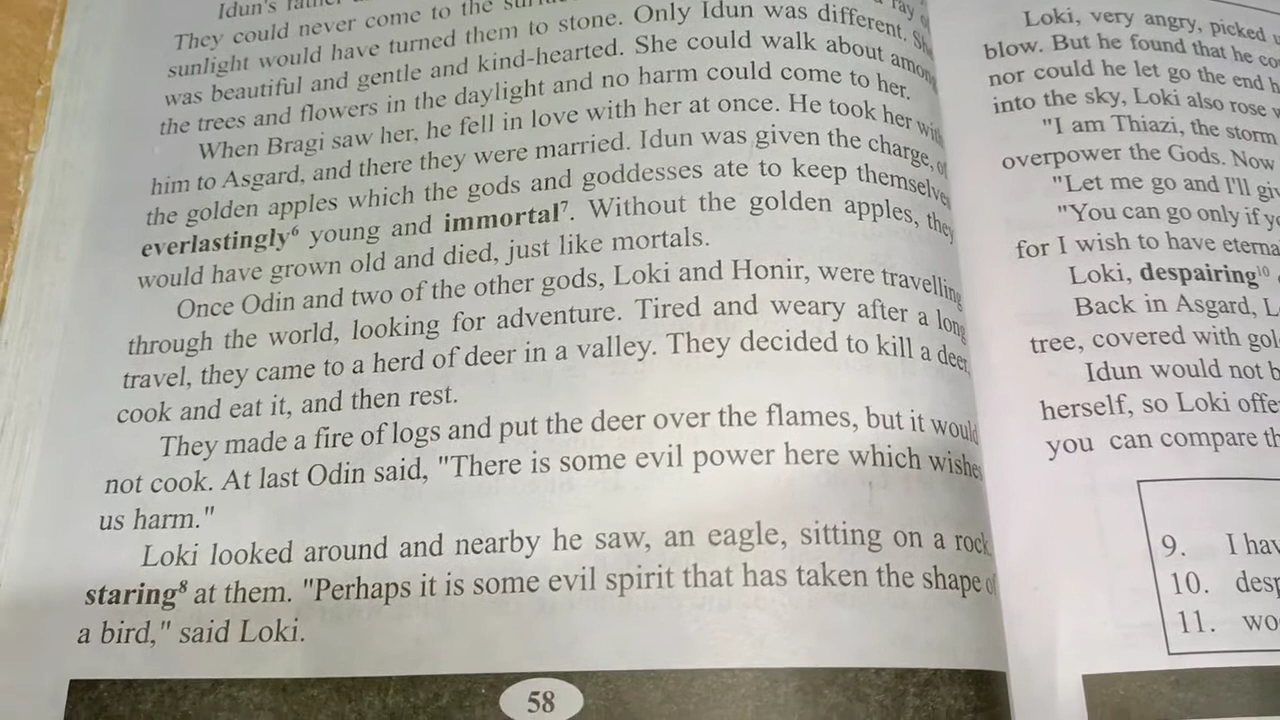 Idun's
They could never come to the
sunlight would have turned them to stone. Only Idun was different. She
was beautiful and gentle and kind-hearted. She could walk about among
the trees and flowers in the daylight and no harm could come to her.
When Bragi saw her, he fell in love with her at once. He took her with
him to Asgard, and there they were married. Idun was given the charge, of
the golden apples which the gods and goddesses ate to keep themselve
everlastingly⁶ young and immortal⁷. Without the golden apples, they
would have grown old and died, just like mortals.
Once Odin and two of the other gods, Loki and Honir, were travelling
through the world, looking for adventure. Tired and weary after a long
travel, they came to a herd of deer in a valley. They decided to kill a deer,
cook and eat it, and then rest.
They made a fire of logs and put the deer over the flames, but it would
not cook. At last Odin said, "There is some evil power here which wishes
us harm."
Loki looked around and nearby he saw, an eagle, sitting on a rock
staring⁸ at them. "Perhaps it is some evil spirit that has taken the shape of
a bird," said Loki.
58
Loki, very angry, picked
blow. But he found that he
nor could he let go the end
into the sky, Loki also rose
"I am Thiazi, the storm
overpower the Gods. Now
"Let me go and I'll
"You can go only if
for I wish to have
Loki, despairing¹⁰
Back in Asgard,
tree, covered with
Idun would not
herself, so Loki
you can compare
9. I
10.
11.